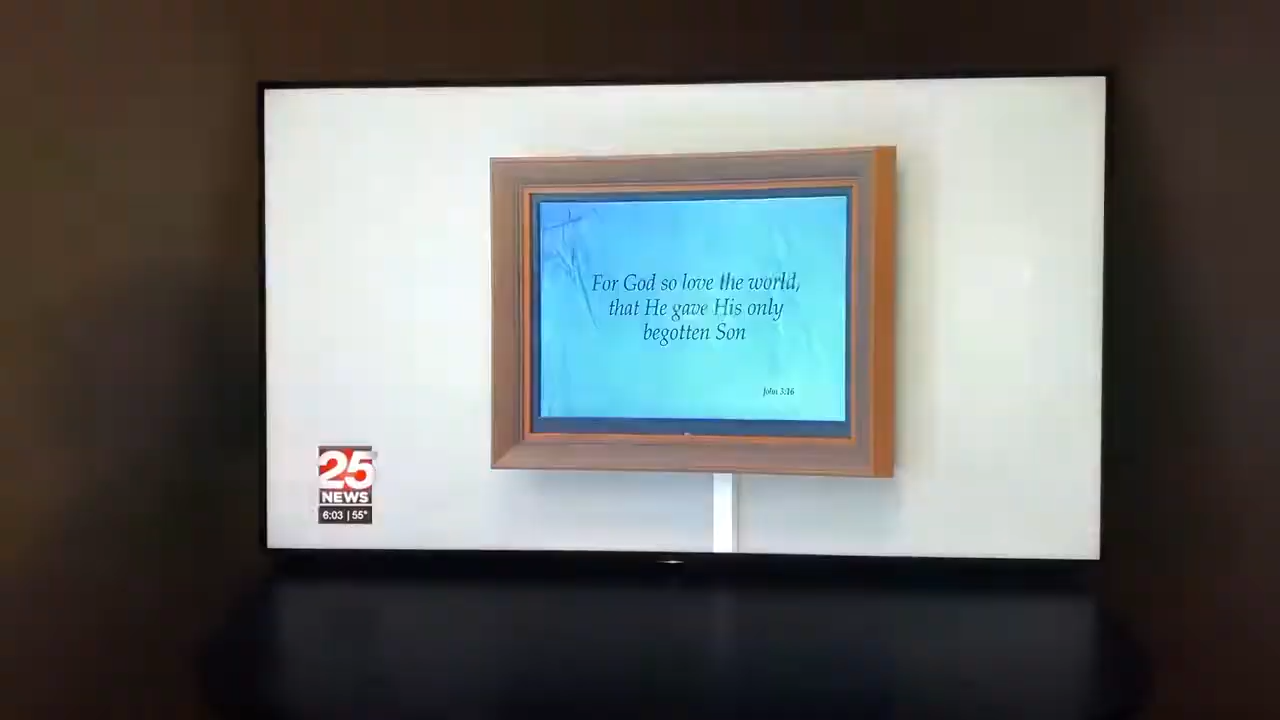 For God so love the world,
that He gave His only
begotten Son
John 3:16
25
NEWS
6:03 | 55°